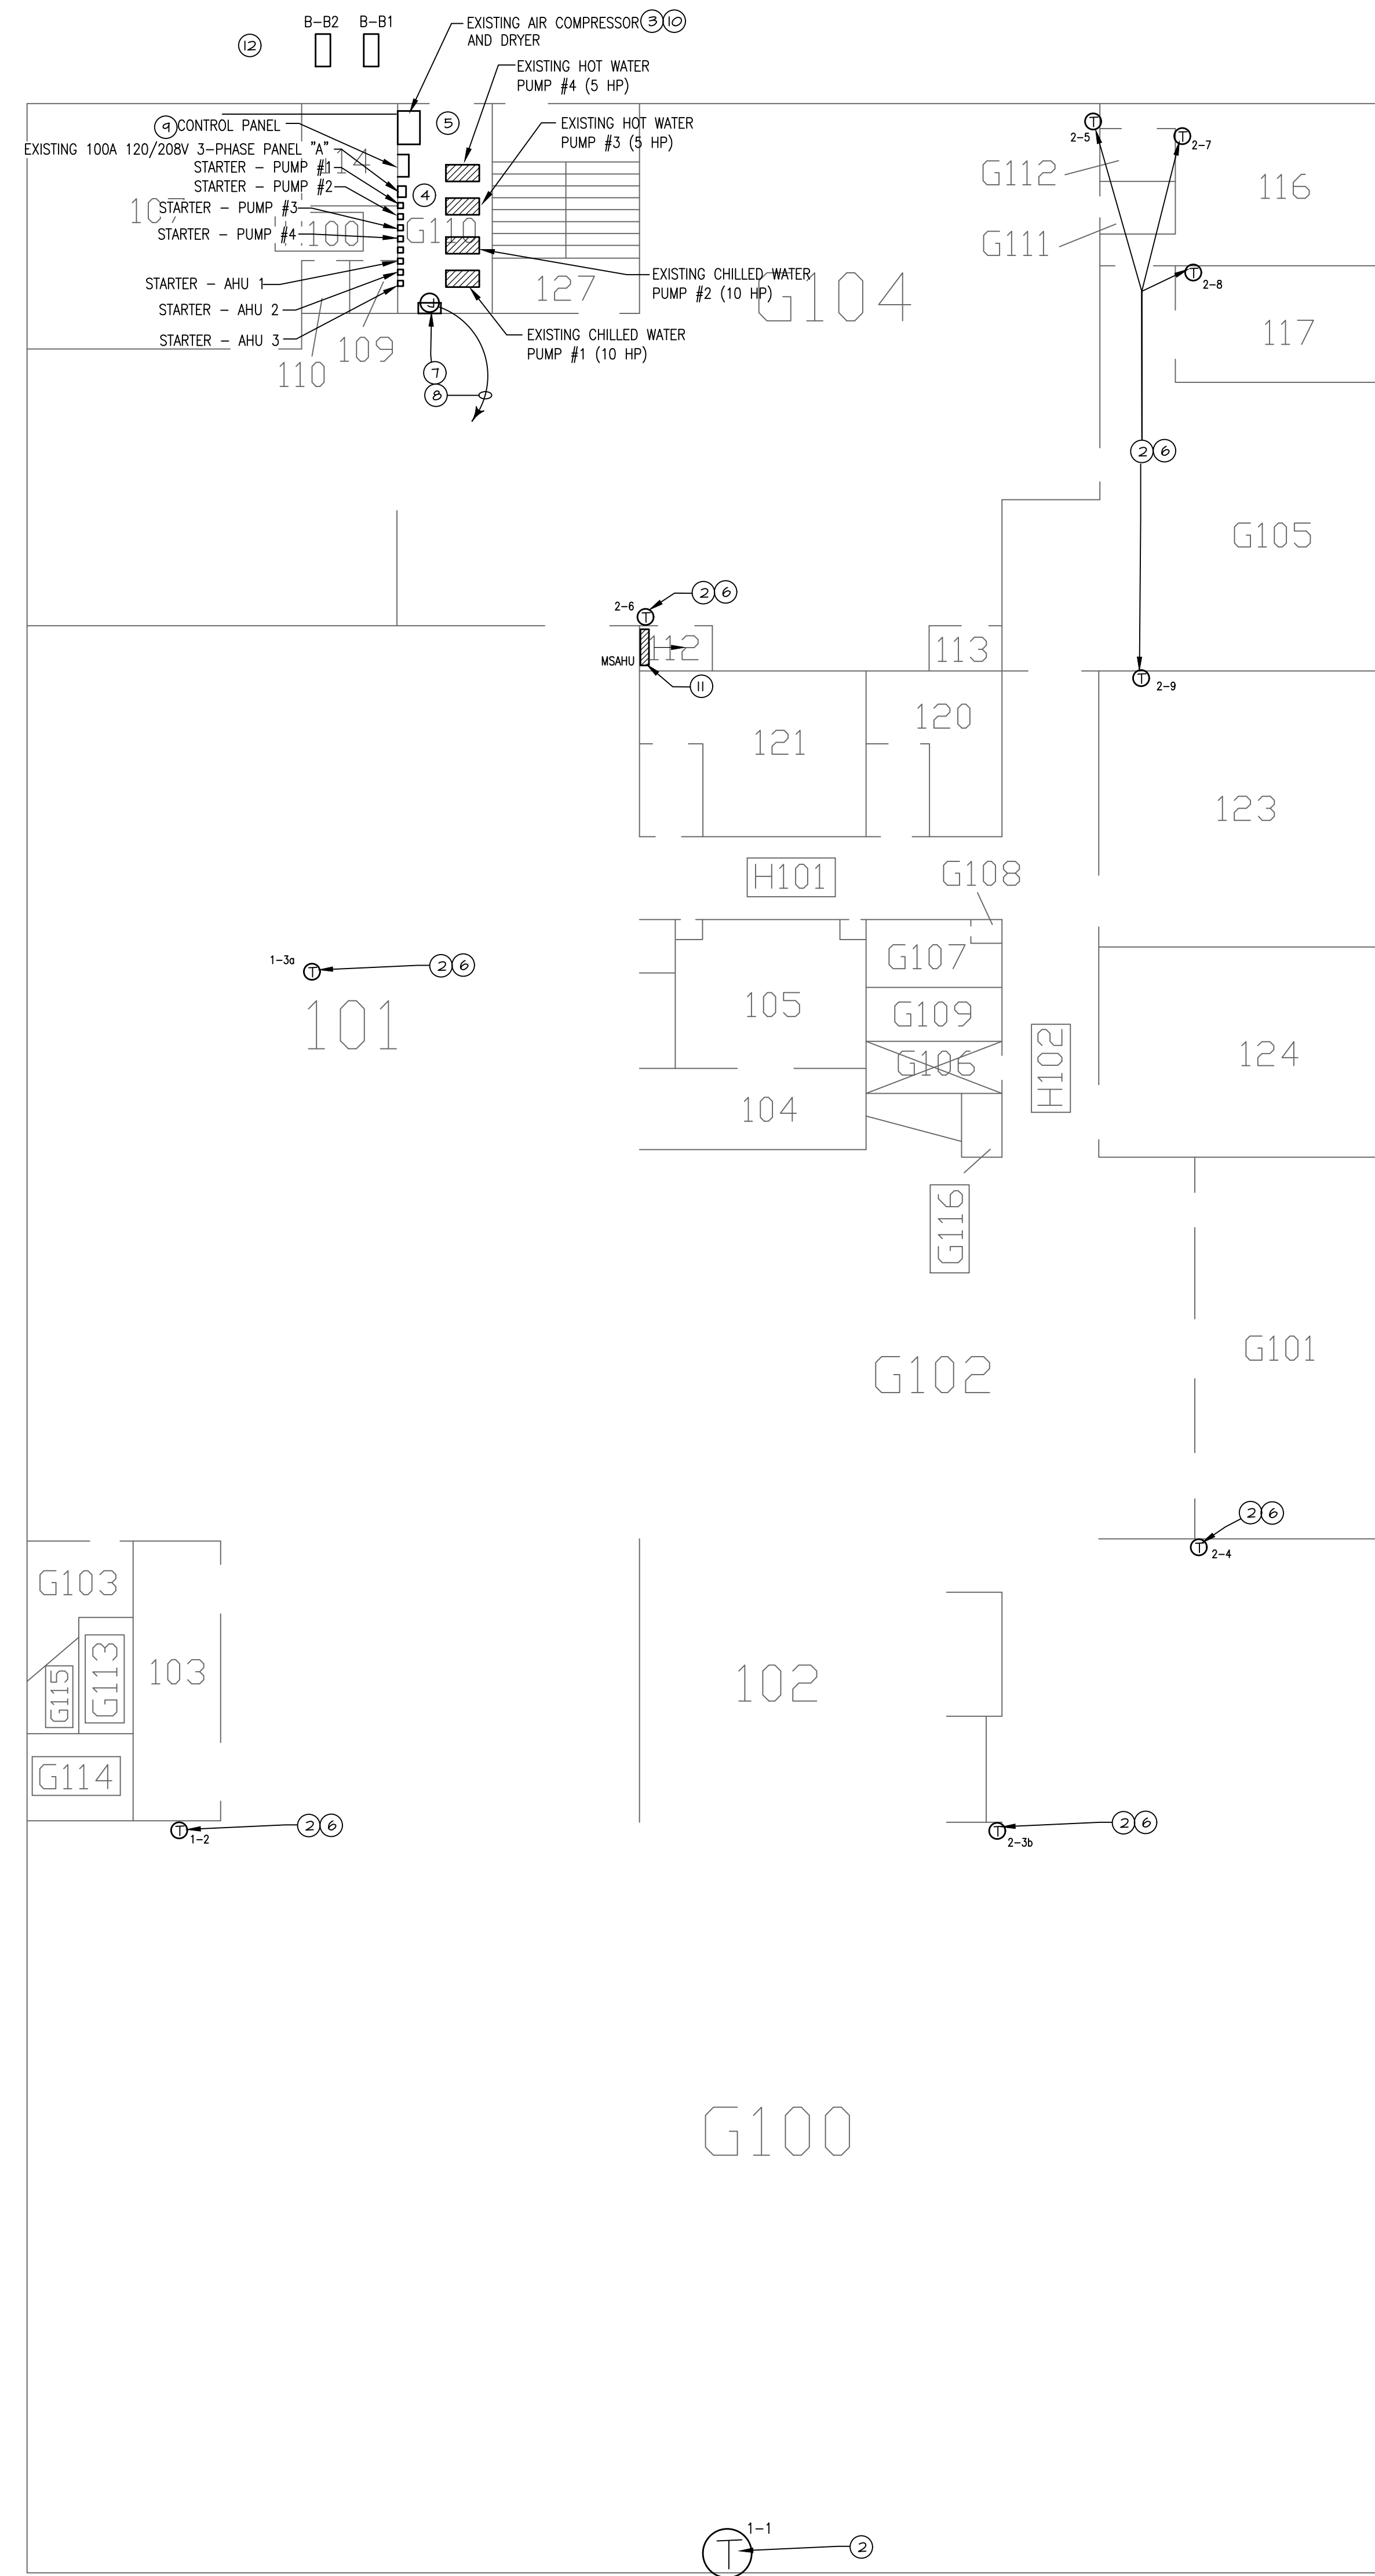 B-B2
B-B1
12
EXISTING AIR COMPRESSOR 3 10
AND DRYER
EXISTING HOT WATER
PUMP #4 (5 HP)
EXISTING HOT WATER
PUMP #3 (5 HP)
9 CONTROL PANEL
5
EXISTING 100A 120/208V 3-PHASE PANEL "A"
STARTER - PUMP #1
STARTER - PUMP #2
STARTER - PUMP #3
STARTER - PUMP #4
STARTER - AHU 1
STARTER - AHU 2
STARTER - AHU 3
4
G110
127
109
110
J
7
8
EXISTING CHILLED WATER
PUMP #2 (10 HP)
EXISTING CHILLED WATER
PUMP #1 (10 HP)
G104
T
2-5
T
2-7
G112
116
G111
T
2-8
117
2 6
G105
2-6
T
2 6
112
MSAHU
11
113
T
2-9
121
120
123
H101
G108
1-3a
T
2 6
101
G107
105
G109
G106
104
H102
124
G116
G102
G101
2 6
T
2-4
G103
G113
G115
103
G114
102
T
1-2
2 6
T
2-3b
2 6
G100
1-1
T
2